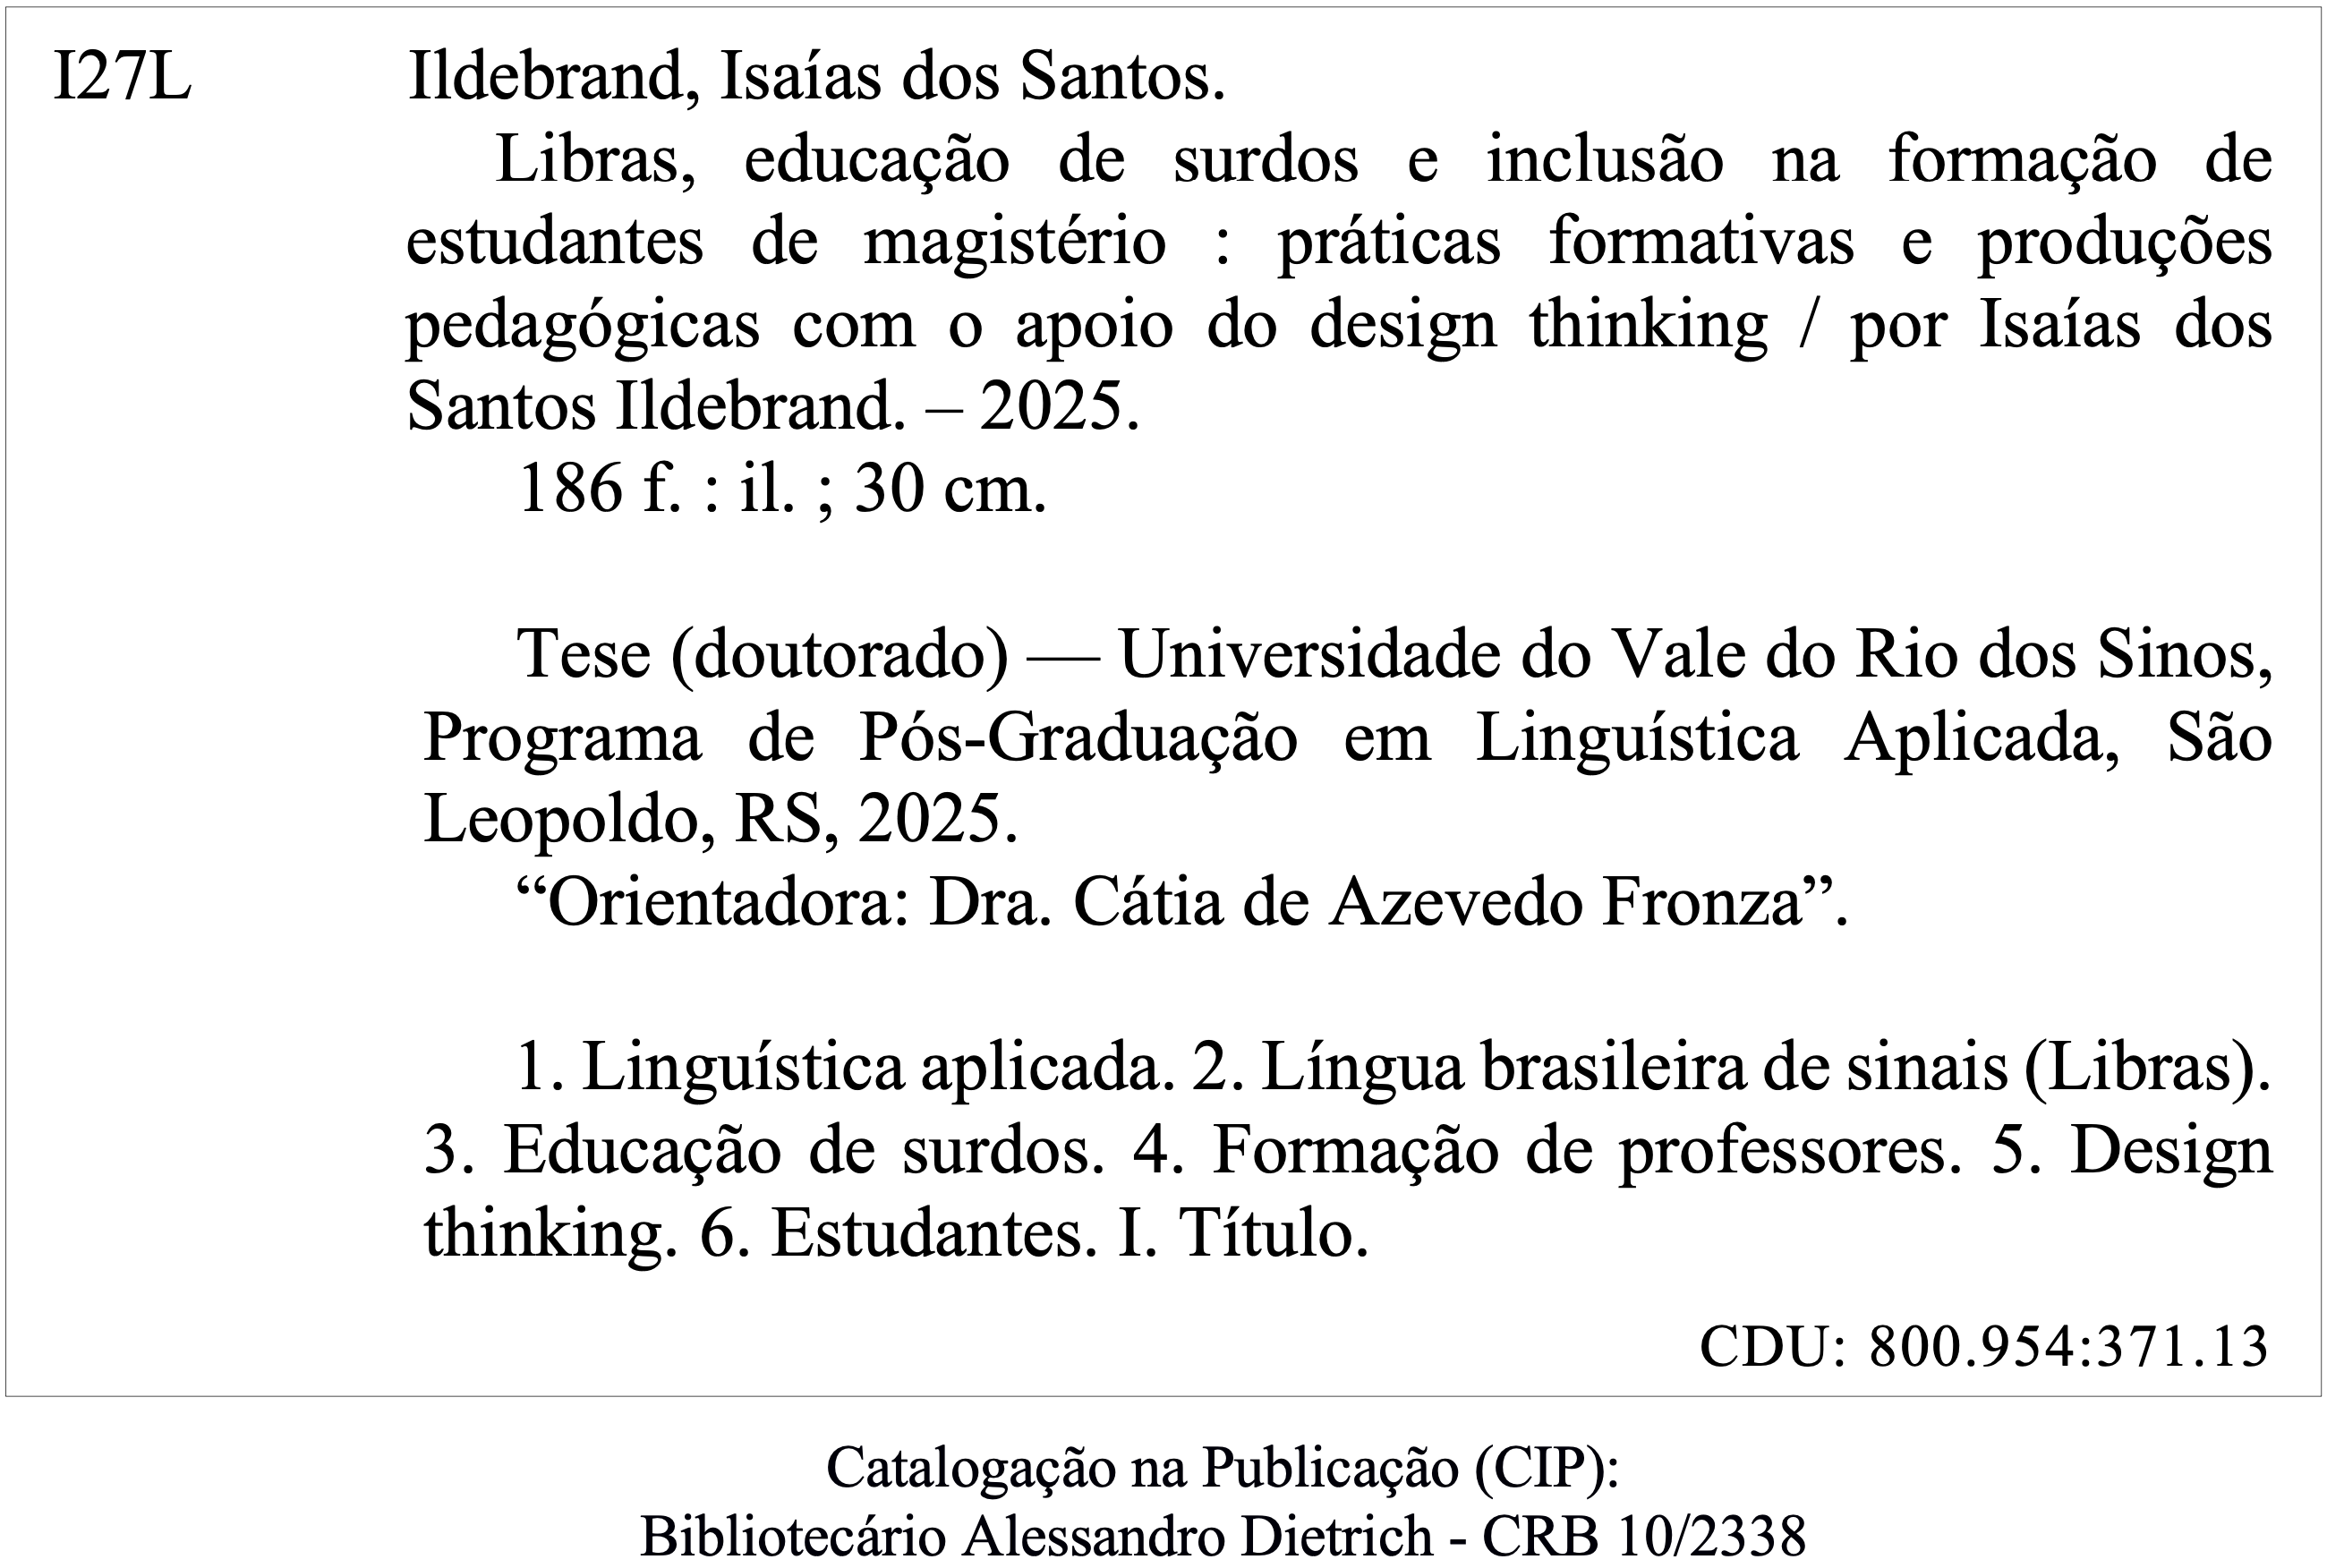 I27L Ildebrand, Isaías dos Santos.
Libras, educação de surdos e inclusão na formação de
estudantes de magistério : práticas formativas e produções
pedagógicas com o apoio do design thinking / por Isaías dos
Santos Ildebrand. – 2025.
186 f. : il. ; 30 cm.
Tese (doutorado) — Universidade do Vale do Rio dos Sinos,
Programa de Pós-Graduação em Linguística Aplicada, São
Leopoldo, RS, 2025.
“Orientadora: Dra. Cátia de Azevedo Fronza”.
1. Linguística aplicada. 2. Língua brasileira de sinais (Libras).
3. Educação de surdos. 4. Formação de professores. 5. Design
thinking. 6. Estudantes. I. Título.
CDU: 800.954:371.13
Catalogação na Publicação (CIP):
Bibliotecário Alessandro Dietrich - CRB 10/2338